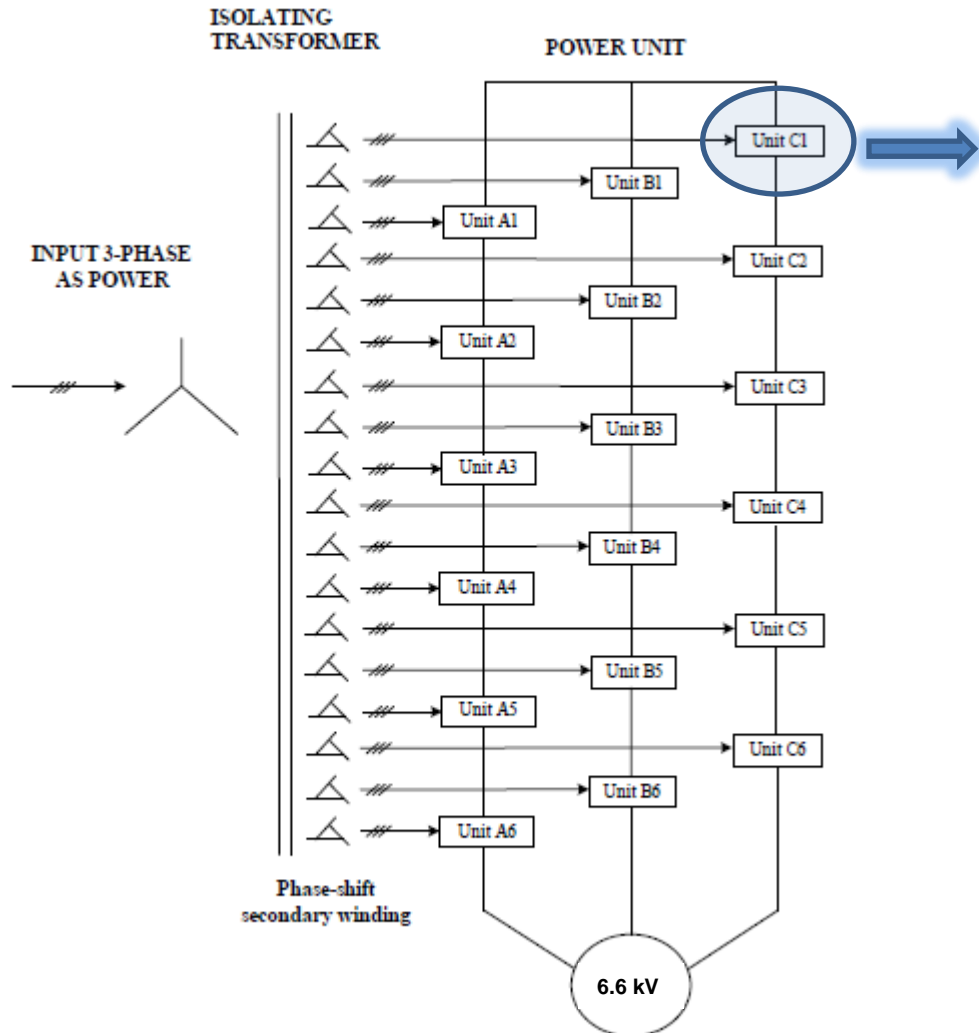 ISOLATING
TRANSFORMER
POWER UNIT
Unit C1
Unit B1
Unit A1
INPUT 3-PHASE
AS POWER
Unit C2
Unit B2
Unit A2
Unit C3
Unit B3
Unit A3
Unit C4
Unit B4
Unit A4
Unit C5
Unit B5
Unit A5
Unit C6
Unit B6
Unit A6
Phase-shift
secondary winding
6.6 kV